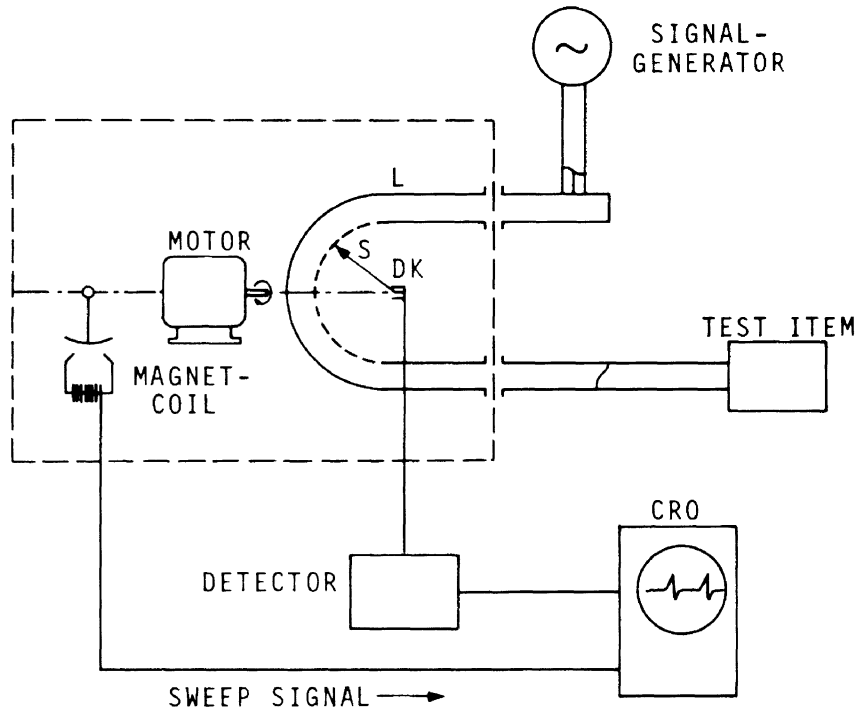 SIGNAL-
GENERATOR
L
MOTOR
S
DK
TEST ITEM
MAGNET-
COIL
CRO
DETECTOR
SWEEP SIGNAL